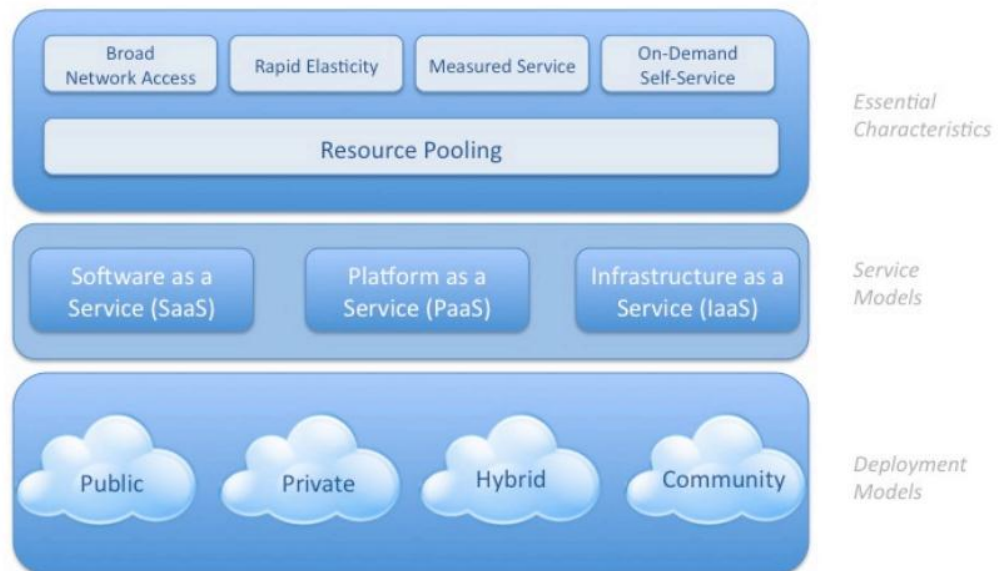 Broad
Network Access
Rapid Elasticity
Measured Service
On-Demand
Self-Service
Resource Pooling
Essential
Characteristics
Software as a
Service (SaaS)
Platform as a
Service (PaaS)
Infrastructure as a
Service (IaaS)
Service
Models
Public
Private
Hybrid
Community
Deployment
Models